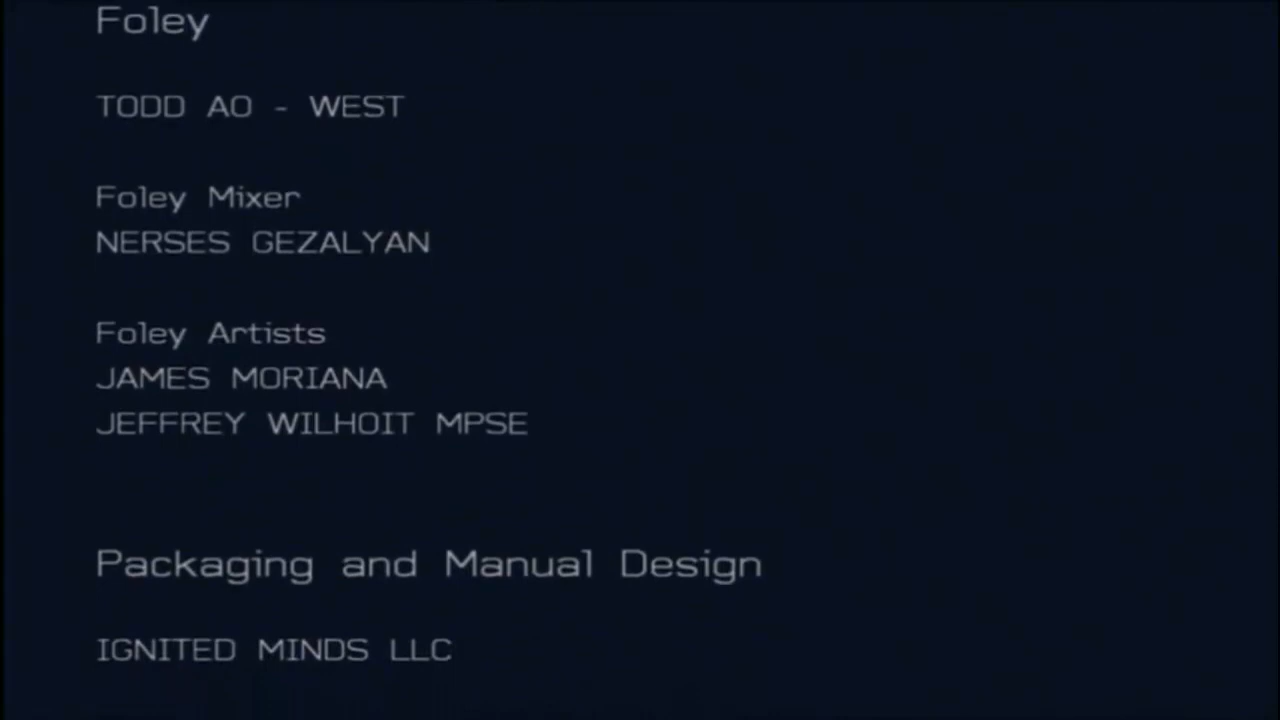 Foley
TODD AO - WEST
Foley Mixer
NERSES GEZALYAN
Foley Artists
JAMES MORIANA
JEFFREY WILHOIT MPSE
Packaging and Manual Design
IGNITED MINDS LLC